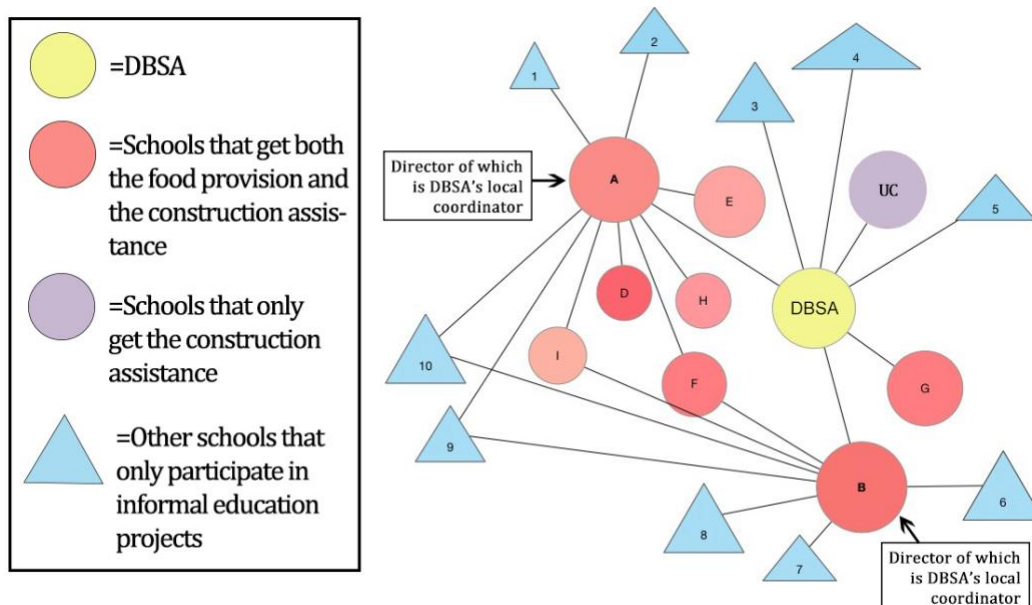 =DBSA
=Schools that get both
the food provision and
the construction assis-
tance
=Schools that only
get the construction
assistance
=Other schools that
only participate in
informal education
projects
1
2
3
4
Director of which
is DBSA's local
coordinator
A
E
UC
5
D
H
DBSA
10
I
F
G
9
B
6
8
7
Director of which
is DBSA's local
coordinator